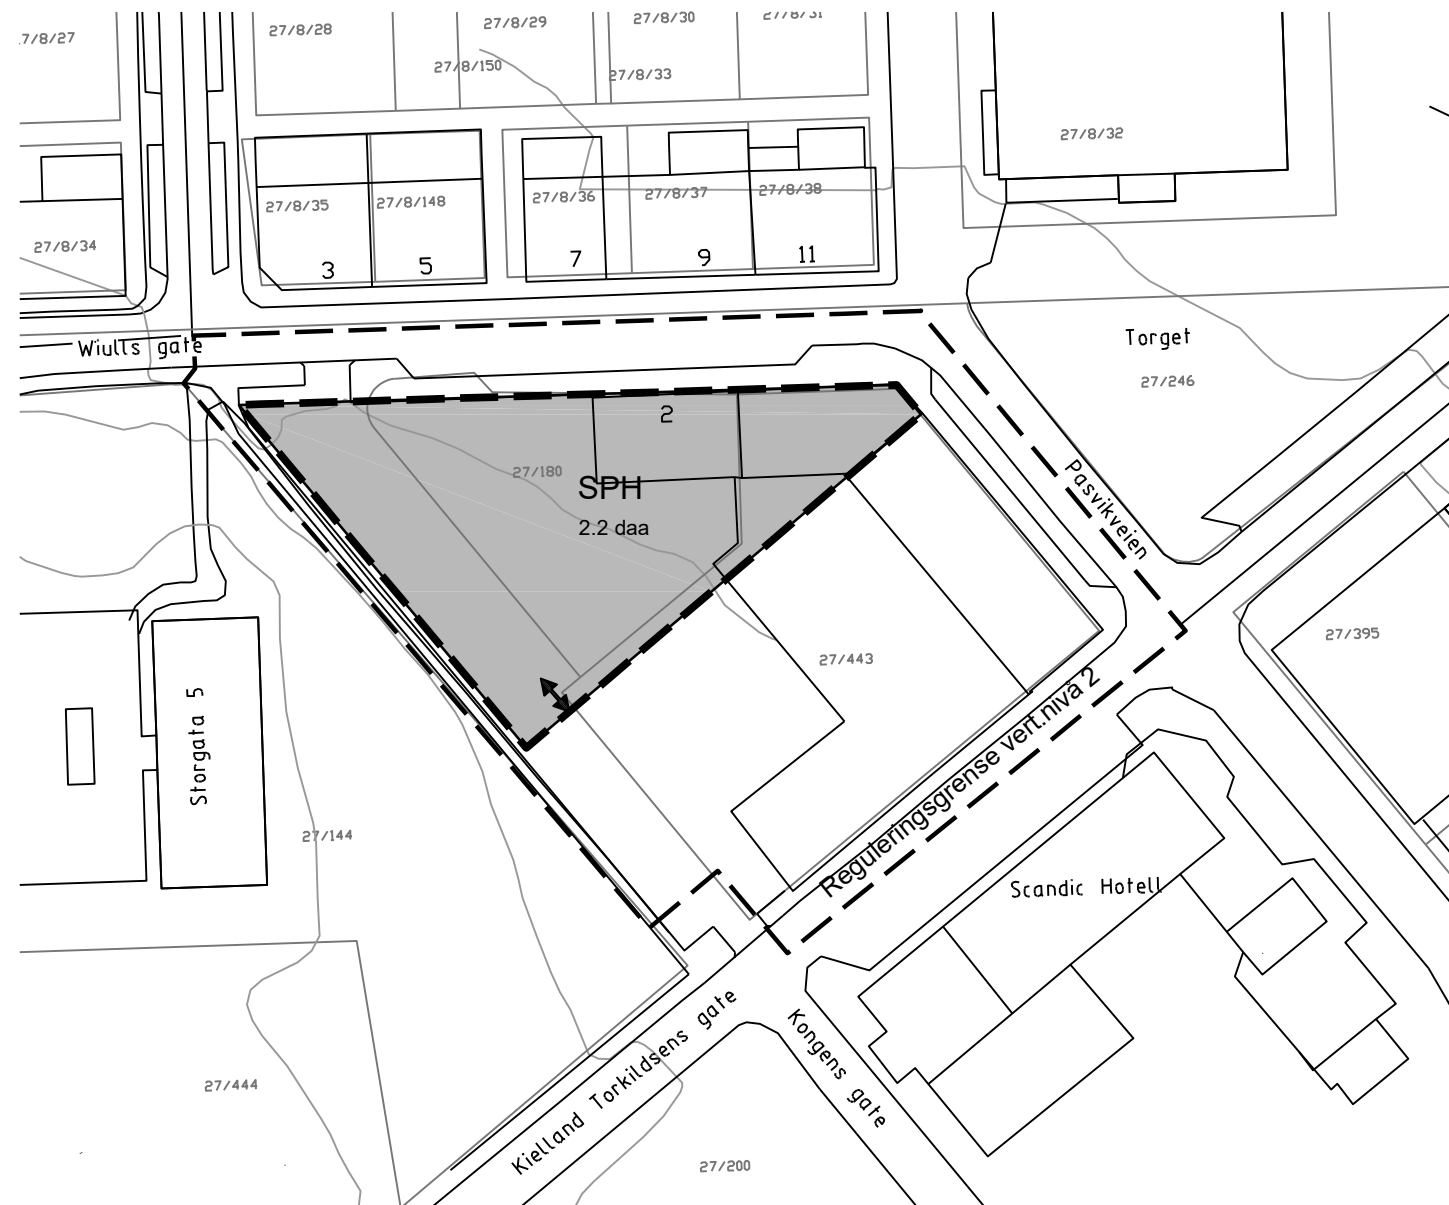 27/8/28
27/8/29
27/8/30
27/8/31
.7/8/27
27/8/150
27/8/33
27/8/32
27/8/35
27/8/148
27/8/36
27/8/37
27/8/38
27/8/34
3
5
7
9
11
Wiulls gate
Torget
27/246
2
27/180
SPH
2.2 daa
Pasvikveien
27/395
27/443
Storgata 5
Reguleringsgrense vert.nivå 2
27/144
Scandic Hotell
Kielland Torkildsens gate
Kongens gate
27/444
27/200